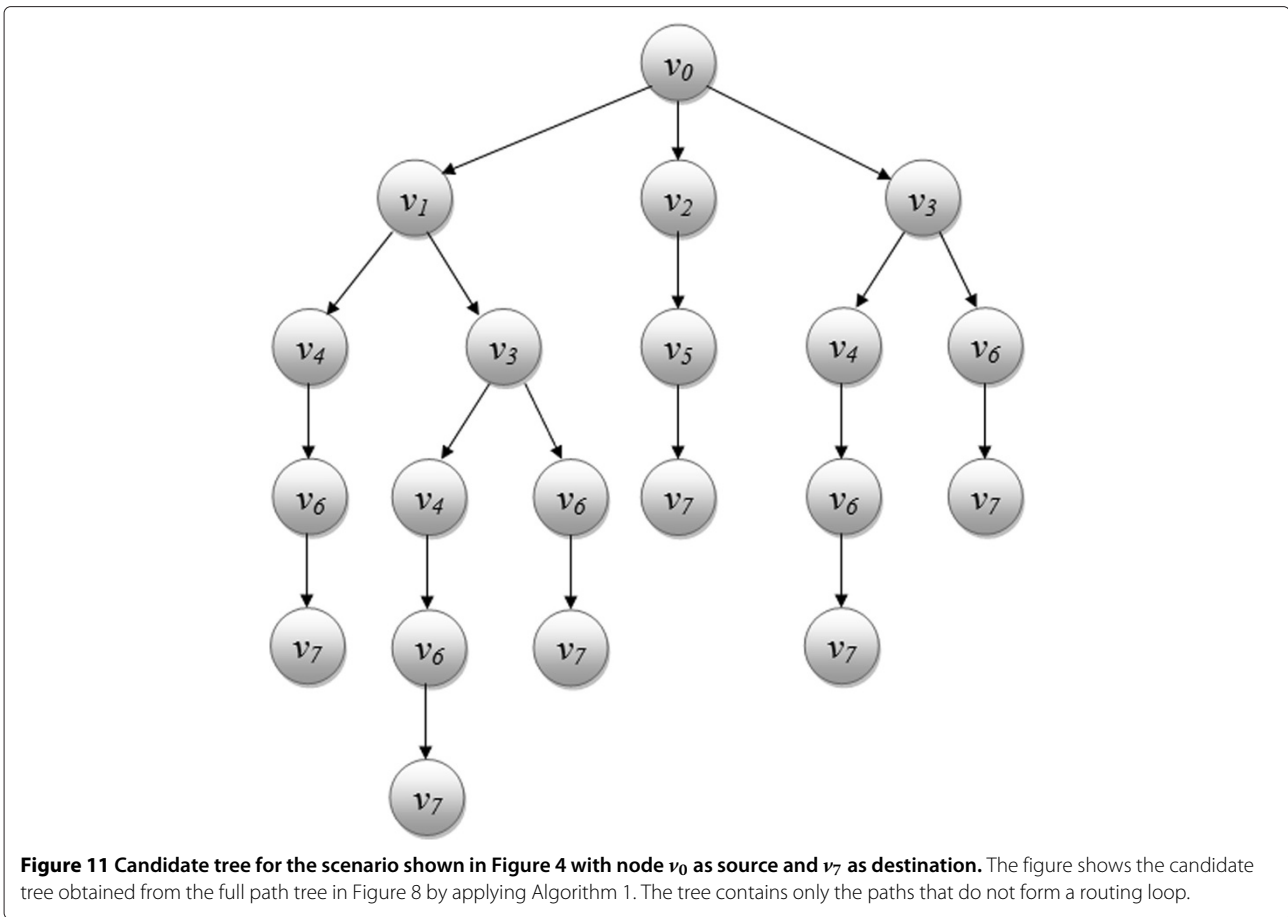 v0
v1 v2 v3
v4 v3 v5 v4 v6
v6 v4 v6 v7 v6 v7
v7 v6 v7 v7
v7
Figure 11 Candidate tree for the scenario shown in Figure 4 with node v0 as source and v7 as destination. The figure shows the candidate
tree obtained from the full path tree in Figure 8 by applying Algorithm 1. The tree contains only the paths that do not form a routing loop.